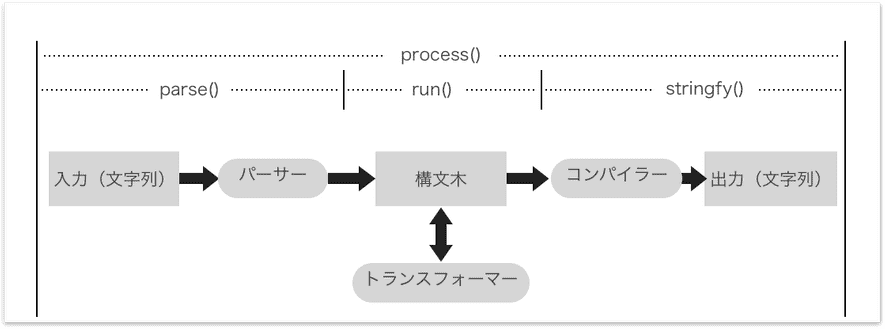 process()
parse()
run()
stringfy()
入力（文字列）
パーサー
構文木
コンパイラー
出力（文字列）
トランスフォーマー